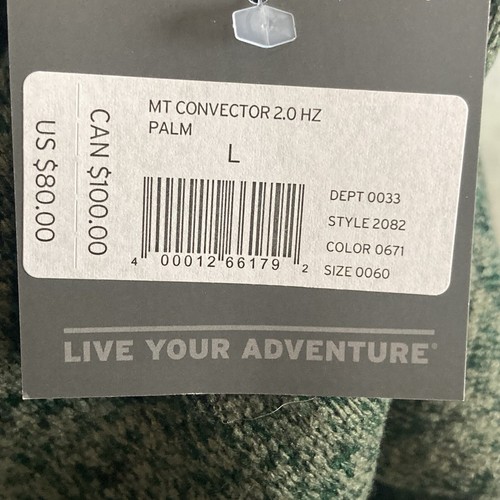 MT CONVECTOR 2.0 HZ
PALM
L
CAN $100.00
US $80.00
4 00012 66179 2
DEPT 0033
STYLE 2082
COLOR 0671
SIZE 0060
LIVE YOUR ADVENTURE®